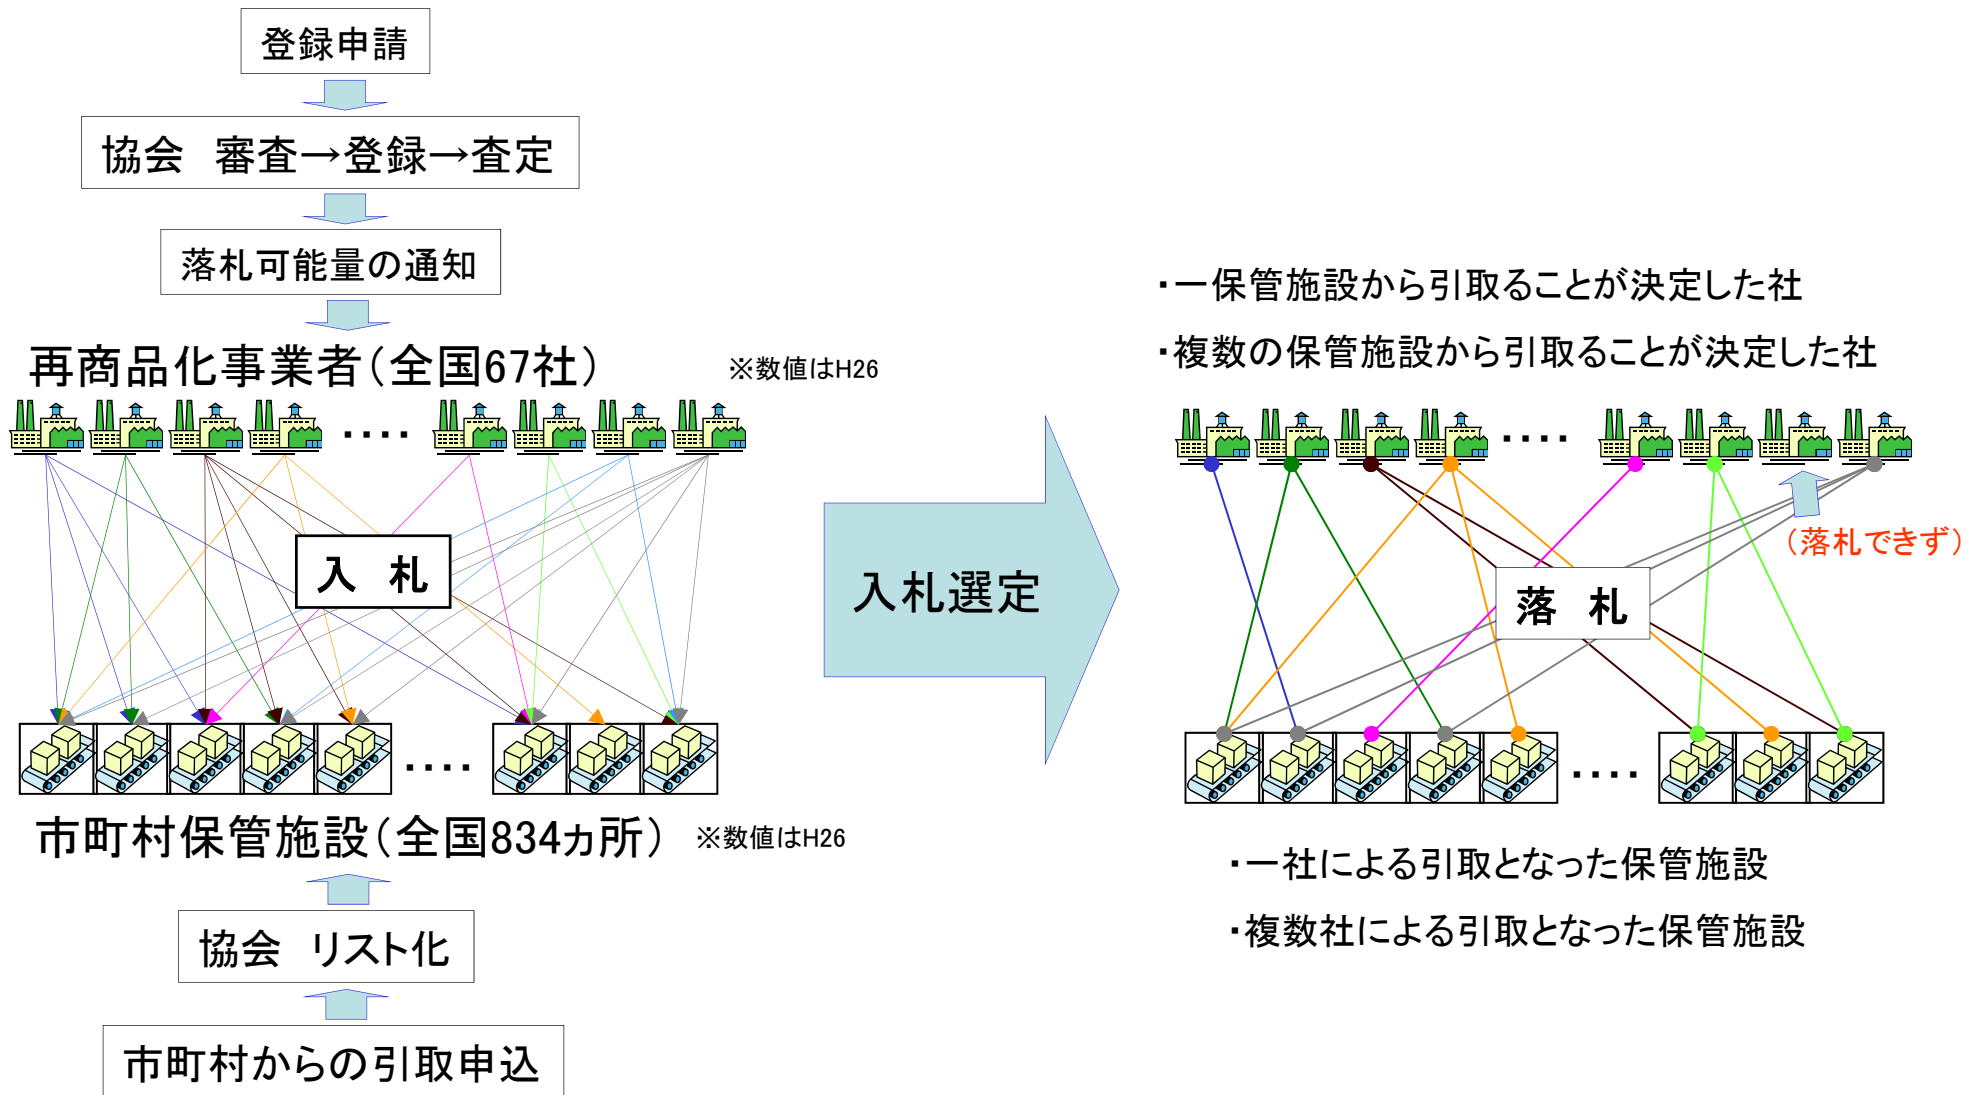 登録申請
協会　審査→登録→査定
落札可能量の通知
再商品化事業者（全国67社）
※数値はH26
‥‥
入　札
‥‥
市町村保管施設（全国834ヵ所）
※数値はH26
協会　リスト化
市町村からの引取申込
入札選定
・一保管施設から引取ることが決定した社
・複数の保管施設から引取ることが決定した社
‥‥
（落札できず）
落　札
‥‥
・一社による引取となった保管施設
・複数社による引取となった保管施設